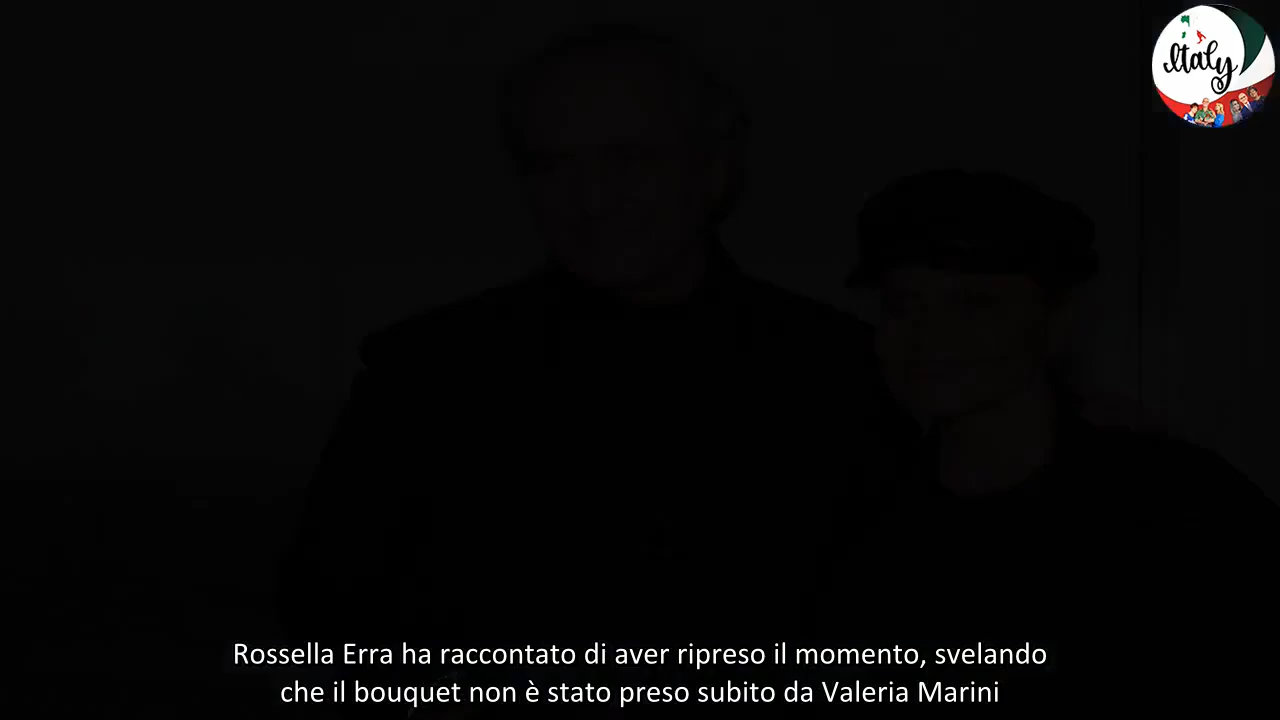 Italy
Rossella Erra ha raccontato di aver ripreso il momento, svelando
che il bouquet non è stato preso subito da Valeria Marini